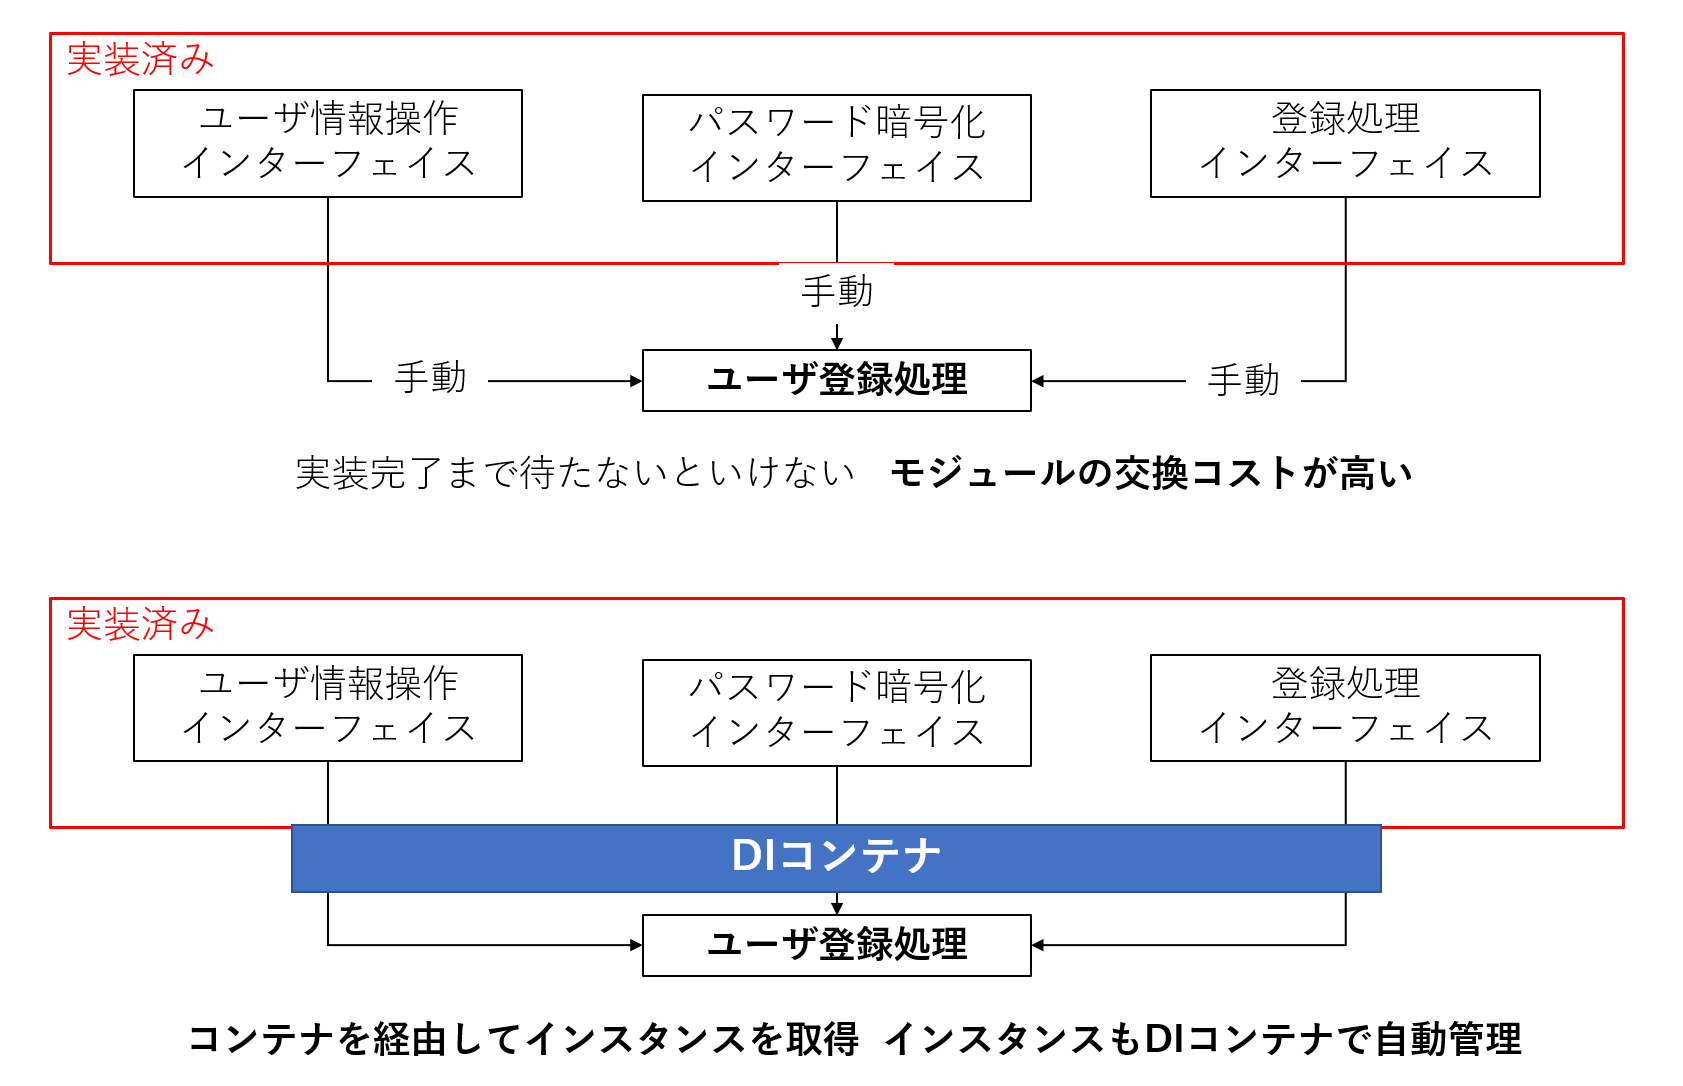 実装済み
ユーザ情報操作
インターフェイス
パスワード暗号化
インターフェイス
登録処理
インターフェイス
手動
手動
手動
ユーザ登録処理
実装完了まで待たないといけない モジュールの交換コストが高い
実装済み
ユーザ情報操作
インターフェイス
パスワード暗号化
インターフェイス
登録処理
インターフェイス
DIコンテナ
ユーザ登録処理
コンテナを経由してインスタンスを取得 インスタンスもDIコンテナで自動管理